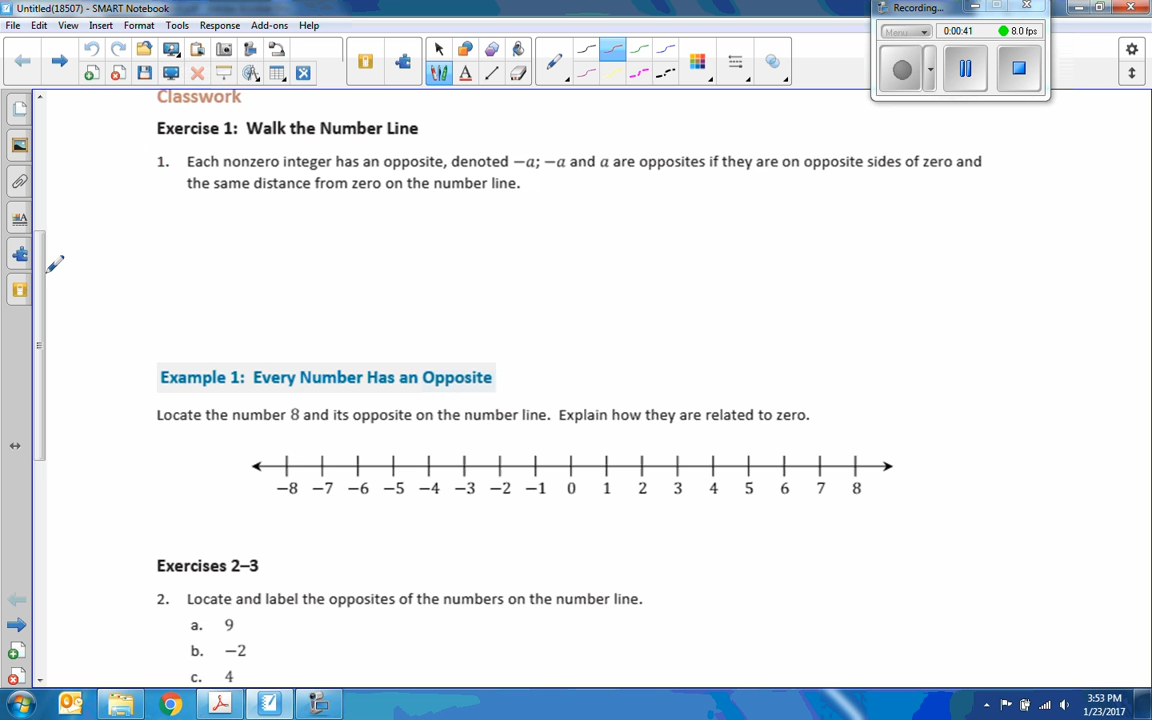 Untitled(18507) - SMART Notebook
Recording...
File Edit View Insert Format Tools Response Add-ons Help
Menu 0:00:41 8.0 fps
Classwork
Exercise 1: Walk the Number Line
1. Each nonzero integer has an opposite, denoted −a; −a and a are opposites if they are on opposite sides of zero and
the same distance from zero on the number line.
Example 1: Every Number Has an Opposite
Locate the number 8 and its opposite on the number line. Explain how they are related to zero.
−8 −7 −6 −5 −4 −3 −2 −1 0 1 2 3 4 5 6 7 8
Exercises 2–3
2. Locate and label the opposites of the numbers on the number line.
a. 9
b. −2
c. 4
3:53 PM
1/23/2017